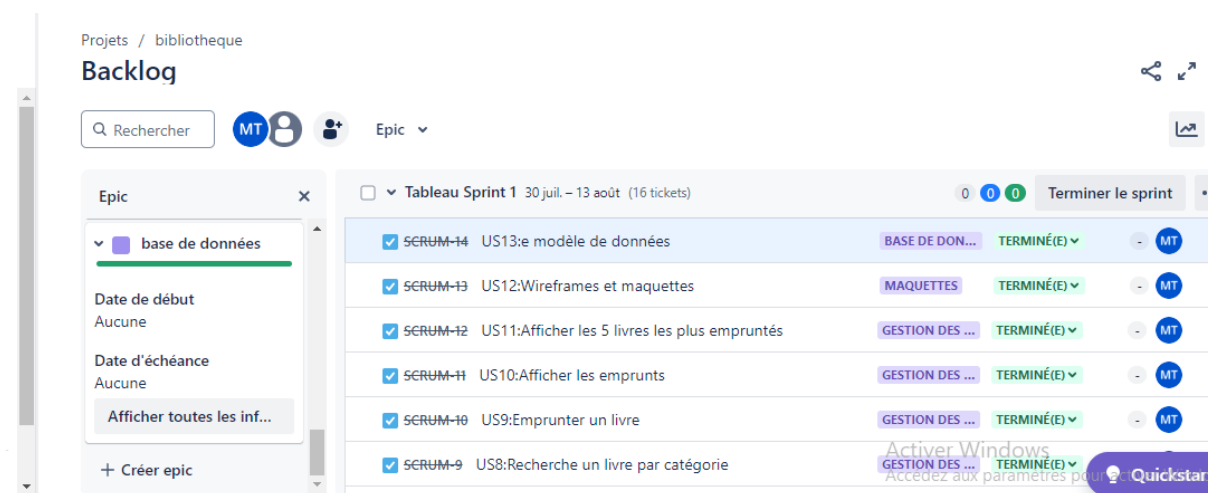 Projets / bibliotheque
Backlog
Rechercher MT Epic
Epic
base de données
Date de début
Aucune
Date d'échéance
Aucune
Afficher toutes les inf...
+ Créer epic
Tableau Sprint 1 30 juil. – 13 août (16 tickets) 0 0 0 Terminer le sprint
SCRUM-14 US13:e modèle de données BASE DE DON... TERMINÉ(E) - MT
SCRUM-13 US12:Wireframes et maquettes MAQUETTES TERMINÉ(E) - MT
SCRUM-12 US11:Afficher les 5 livres les plus empruntés GESTION DES ... TERMINÉ(E) - MT
SCRUM-11 US10:Afficher les emprunts GESTION DES ... TERMINÉ(E) - MT
SCRUM-10 US9:Emprunter un livre GESTION DES ... TERMINÉ(E) - MT
SCRUM-9 US8:Recherche un livre par catégorie GESTION DES ... TERMINÉ(E)
Activer Windows
Accédez aux paramètres pour
Quickstar